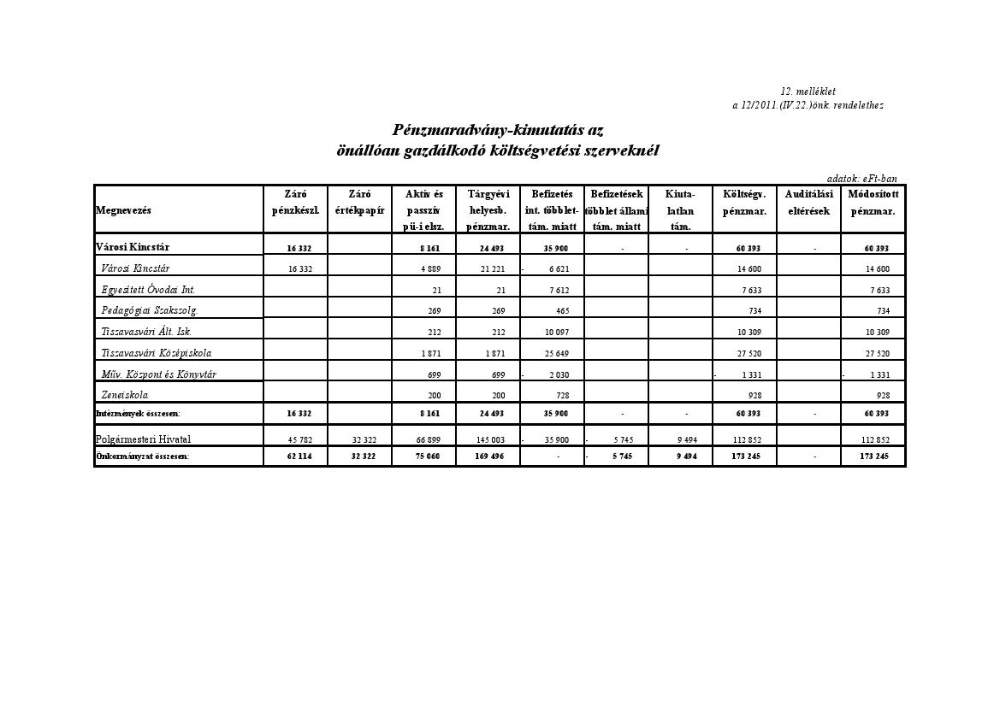 12. melléklet
a 12/2011.(IV.22.)önk. rendelethez
Pénzmaradvány-kimutatás az
önállóan gazdálkodó költségvetési szerveknél
adatok: eFt-ban
Megnevezés | Záró pénzkészl. | Záró értékpapír | Aktív és passzív pü-i elsz. | Tárgyévi helyesb. pénzmar. | Befizetés int. többlet-tám. miatt | Befizetések többlet állami tám. miatt | Kiuta-latlan tám. | Költségv. pénzmar. | Auditálási eltérések | Módosított pénzmar.
Városi Kincstár 16 332 8 161 24 493 35 900 - - 60 393 - 60 393
Városi Kincstár 16 332 4 889 21 221 - 6 621 14 600 14 600
Egyesített Óvodai Int. 21 21 7 612 7 633 7 633
Pedagógiai Szakszolg. 269 269 465 734 734
Tiszavasvári Ált. Isk. 212 212 10 097 10 309 10 309
Tiszavasvári Középiskola 1 871 1 871 25 649 27 520 27 520
Műv. Központ és Könyvtár 699 699 - 2 030 - 1 331 - 1 331
Zeneiskola 200 200 728 928 928
Intézmények összesen: 16 332 8 161 24 493 35 900 - - 60 393 - 60 393
Polgármesteri Hivatal 45 782 32 322 66 899 145 003 - 35 900 - 5 745 9 494 112 852 112 852
Önkormányzat összesen: 62 114 32 322 75 060 169 496 - - 5 745 9 494 173 245 - 173 245